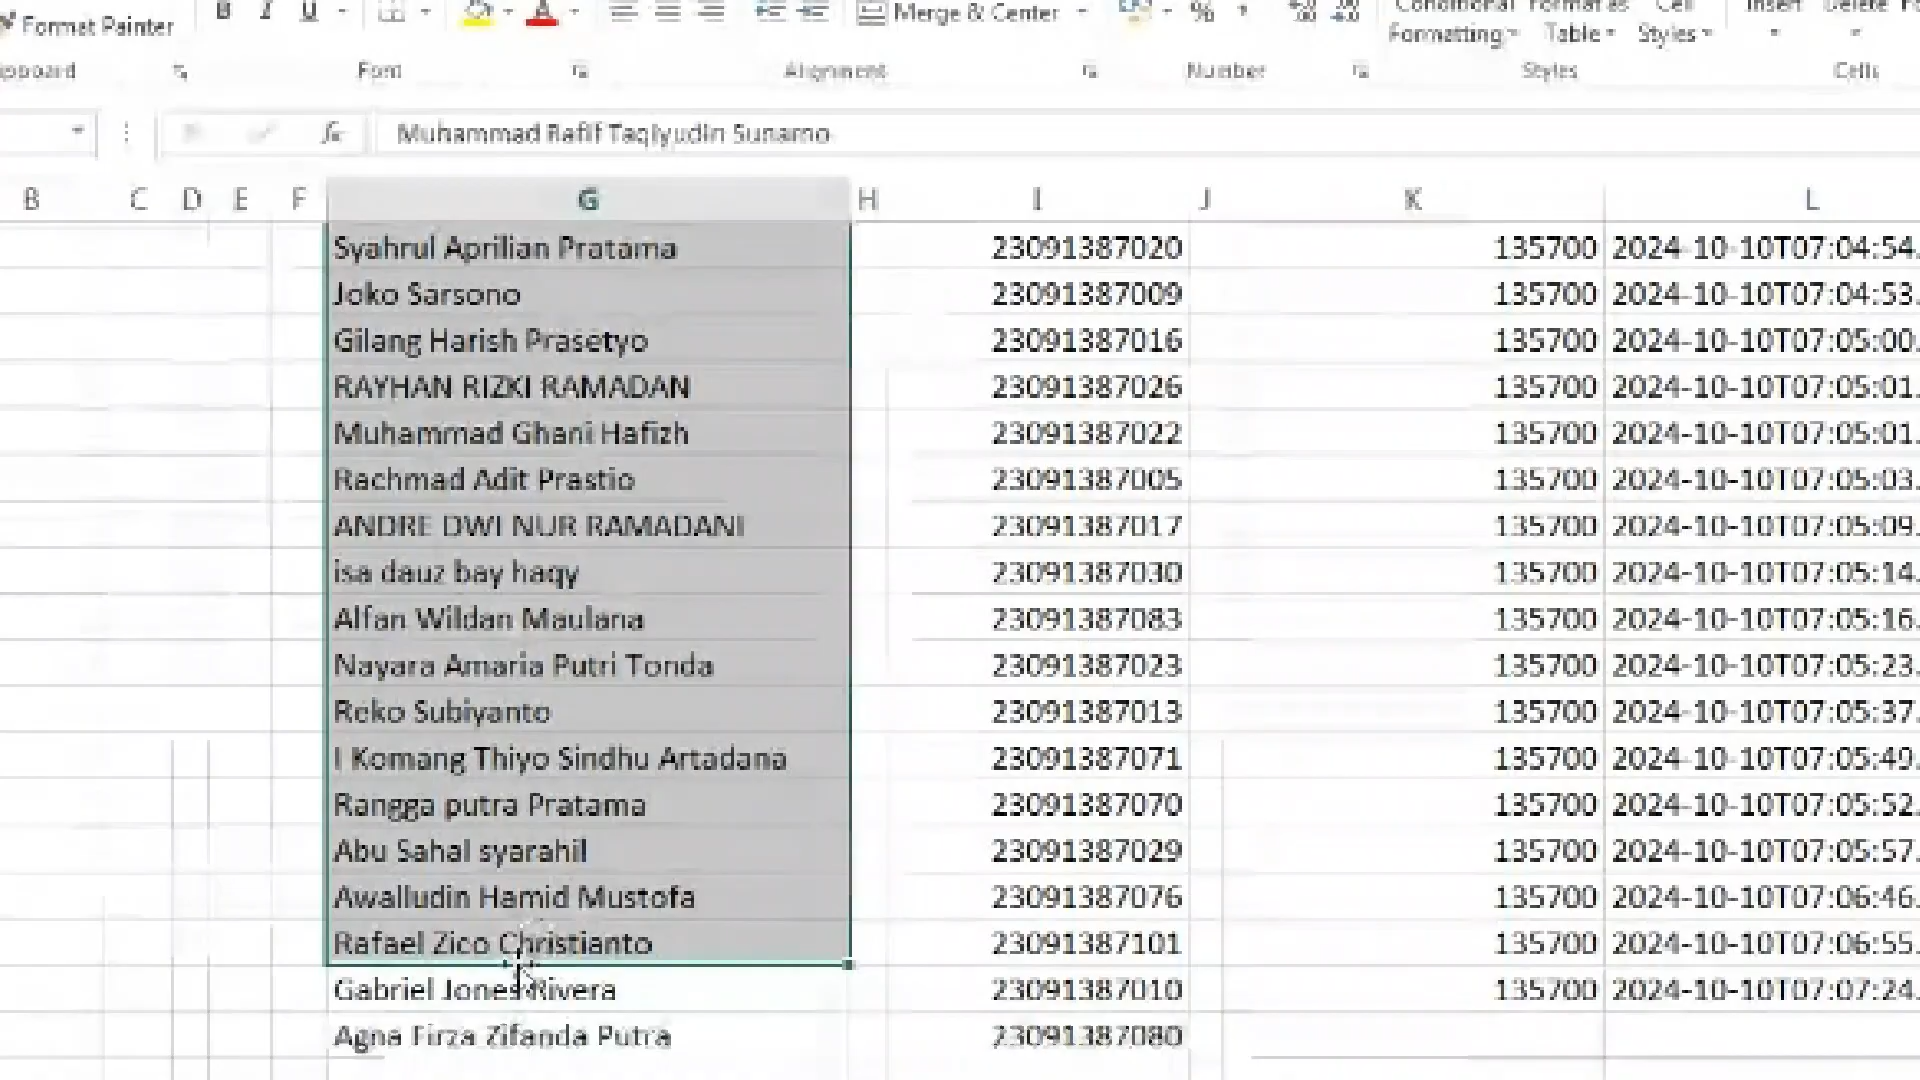 Format Painter B I U Merge & Center % Conditional Format as Cell Insert Delete
Formatting Table Styles
Font Alignment Number Styles Cells
fx Muhammad Rafif Taqiyudin Sunarno
B C D E F G H I J K L
Syahrul Aprilian Pratama 23091387020 135700 2024-10-10T07:04:54.
Joko Sarsono 23091387009 135700 2024-10-10T07:04:53.
Gilang Harish Prasetyo 23091387016 135700 2024-10-10T07:05:00.
RAYHAN RIZKI RAMADAN 23091387026 135700 2024-10-10T07:05:01.
Muhammad Ghani Hafizh 23091387022 135700 2024-10-10T07:05:01.
Rachmad Adit Prastio 23091387005 135700 2024-10-10T07:05:03.
ANDRE DWI NUR RAMADANI 23091387017 135700 2024-10-10T07:05:09.
isa dauz bay haqy 23091387030 135700 2024-10-10T07:05:14.
Alfan Wildan Maulana 23091387083 135700 2024-10-10T07:05:16.
Nayara Amaria Putri Tonda 23091387023 135700 2024-10-10T07:05:23.
Reko Subiyanto 23091387013 135700 2024-10-10T07:05:37.
I Komang Thiyo Sindhu Artadana 23091387071 135700 2024-10-10T07:05:49.
Rangga putra Pratama 23091387070 135700 2024-10-10T07:05:52.
Abu Sahal syarahil 23091387029 135700 2024-10-10T07:05:57.
Awalludin Hamid Mustofa 23091387076 135700 2024-10-10T07:06:46.
Rafael Zico Christianto 23091387101 135700 2024-10-10T07:06:55.
Gabriel Jones Rivera 23091387010 135700 2024-10-10T07:07:24.
Agna Firza Zifanda Putra 23091387080